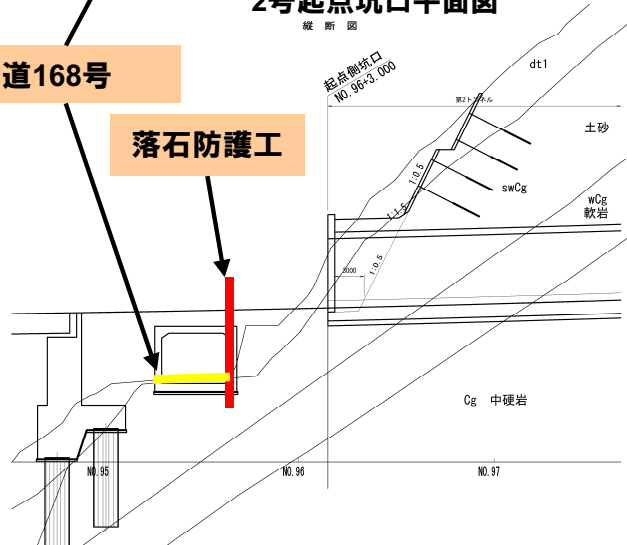 2号起点坑口平面図
縦断図
道168号
落石防護工
起点側坑口
NO.96+3.000
第2トンネル
dt1
土砂
swCg
wCg
軟岩
1:0.5
1:1.5
1:0.5
3000
Cg 中硬岩
NO.95
NO.96
NO.97